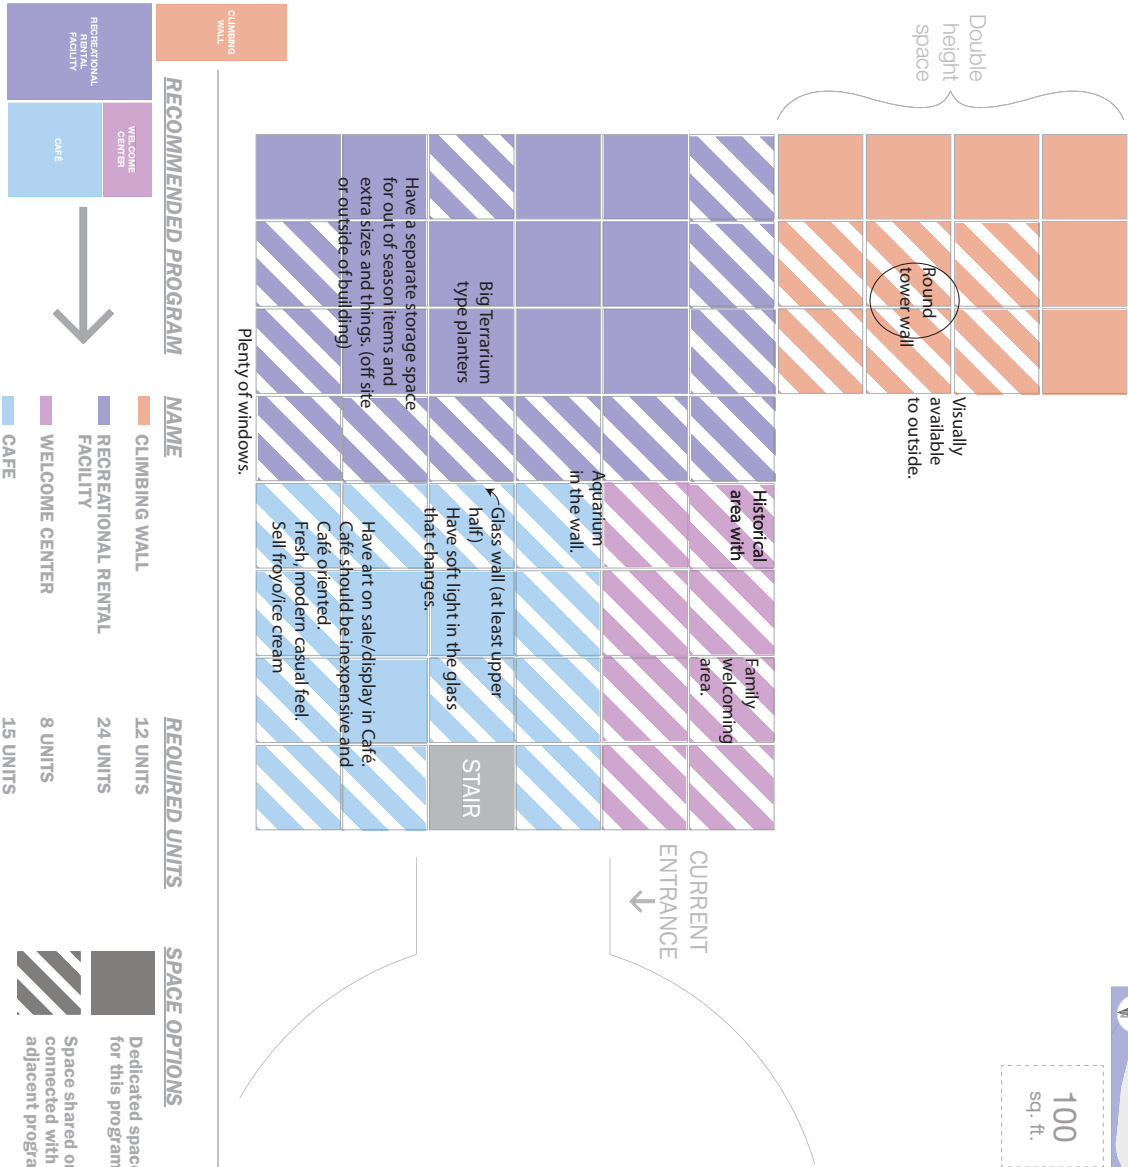 Double
height
space
Round
tower wall
Visually
available
to outside.
Have a separate storage space
for out of season items and
extra sizes and things. (off site
or outside of building)
Big Terrarium
type planters
Plenty of windows.
Historical
area with
Aquarium
in the wall.
Glass wall (at least upper
half)
Have soft light in the glass
that changes.
Family
welcoming
area.
Have art on sale/display in Café.
Café should be inexpensive and
Café oriented.
Fresh, modern casual feel.
Sell froyo/ice cream
STAIR
CURRENT
ENTRANCE
100
sq. ft.
CLIMBING
WALL
RECREATIONAL
RENTAL
FACILITY
WELCOME
CENTER
CAFÉ
RECOMMENDED PROGRAM
NAME
CLIMBING WALL
RECREATIONAL RENTAL
FACILITY
WELCOME CENTER
CAFE
REQUIRED UNITS
12 UNITS
24 UNITS
8 UNITS
15 UNITS
SPACE OPTIONS
Dedicated space
for this program
Space shared or
connected with
adjacent progra